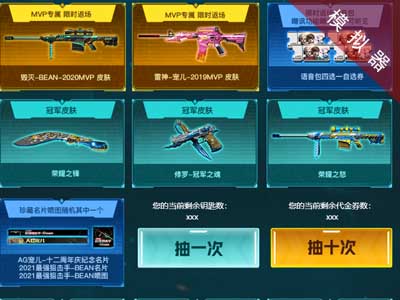 MVP专属 限时返场
毁灭-BEAN-2020MVP 皮肤
MVP专属 限时返场
雷神-宠儿-2019MVP 皮肤
语音包四选一自选券
模拟器
冠军皮肤
荣耀之锋
冠军皮肤
修罗-冠军之魂
冠军皮肤
荣耀之怒
珍藏名片喷图随机其中一个
AG宠儿-十二周年庆纪念名片
2021最强狙击手-BEAN名片
2021最强狙击手-BEAN喷图
您的当前剩余钥匙数:
xxx
抽一次
您的当前剩余代金券数:
xxx
抽十次